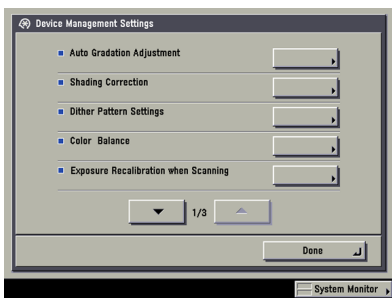 Device Management Settings
Auto Gradation Adjustment
Shading Correction
Dither Pattern Settings
Color Balance
Exposure Recalibration when Scanning
1/3
Done
System Monitor